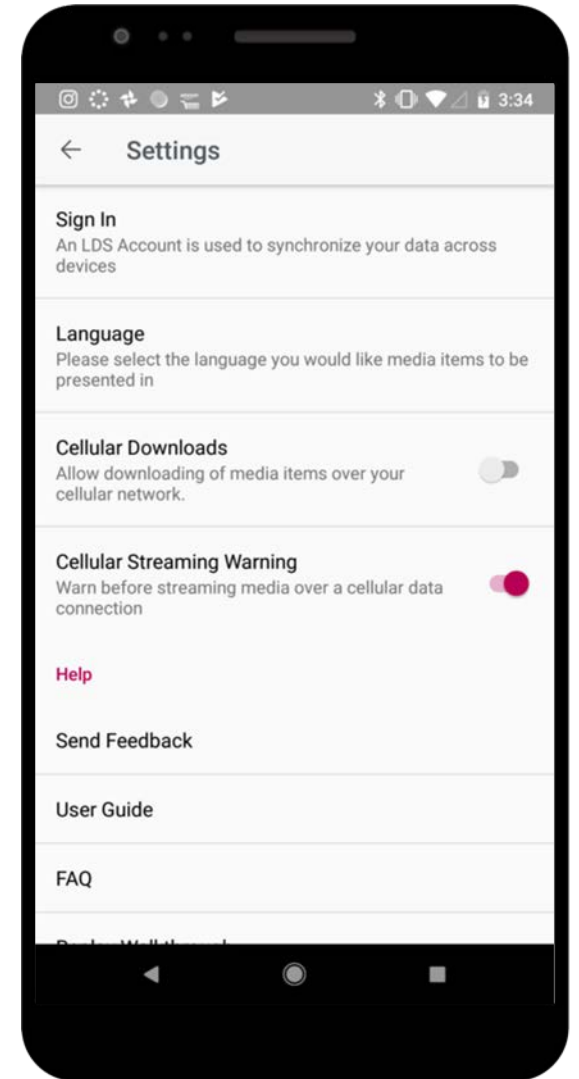 3:34
Settings
Sign In
An LDS Account is used to synchronize your data across
devices
Language
Please select the language you would like media items to be
presented in
Cellular Downloads
Allow downloading of media items over your
cellular network.
Cellular Streaming Warning
Warn before streaming media over a cellular data
connection
Help
Send Feedback
User Guide
FAQ